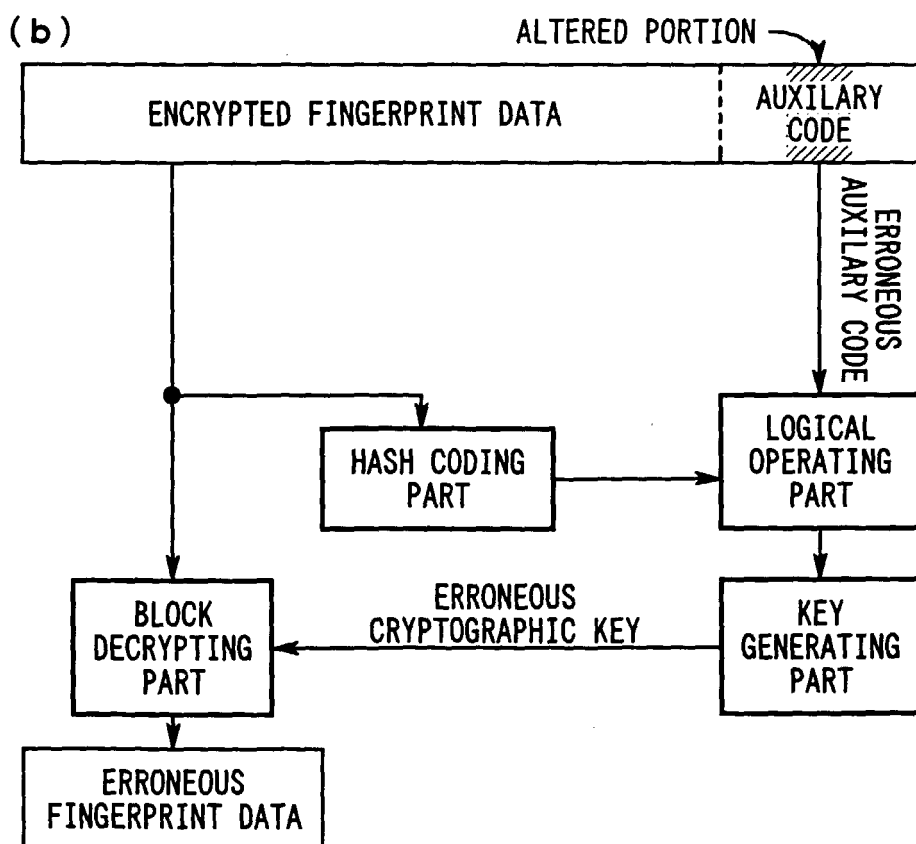 (b)
ALTERED PORTION
ENCRYPTED FINGERPRINT DATA
AUXILARY
CODE
ERRONEOUS
AUXILARY CODE
HASH CODING
PART
LOGICAL
OPERATING
PART
BLOCK
DECRYPTING
PART
ERRONEOUS
CRYPTOGRAPHIC KEY
KEY
GENERATING
PART
ERRONEOUS
FINGERPRINT DATA